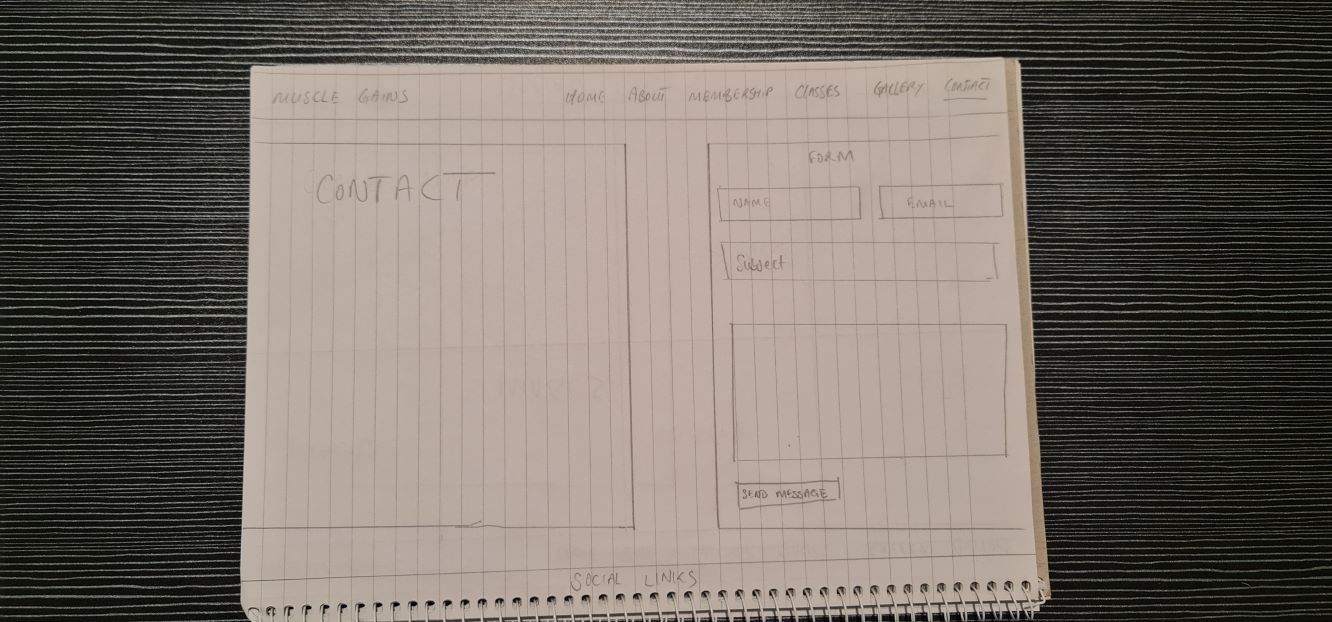 MUSCLE GAINS HOME ABOUT MEMBERSHIP CLASSES GALLERY CONTACT
CONTACT
FORM
NAME EMAIL
Subject
SEND MESSAGE
SOCIAL LINKS